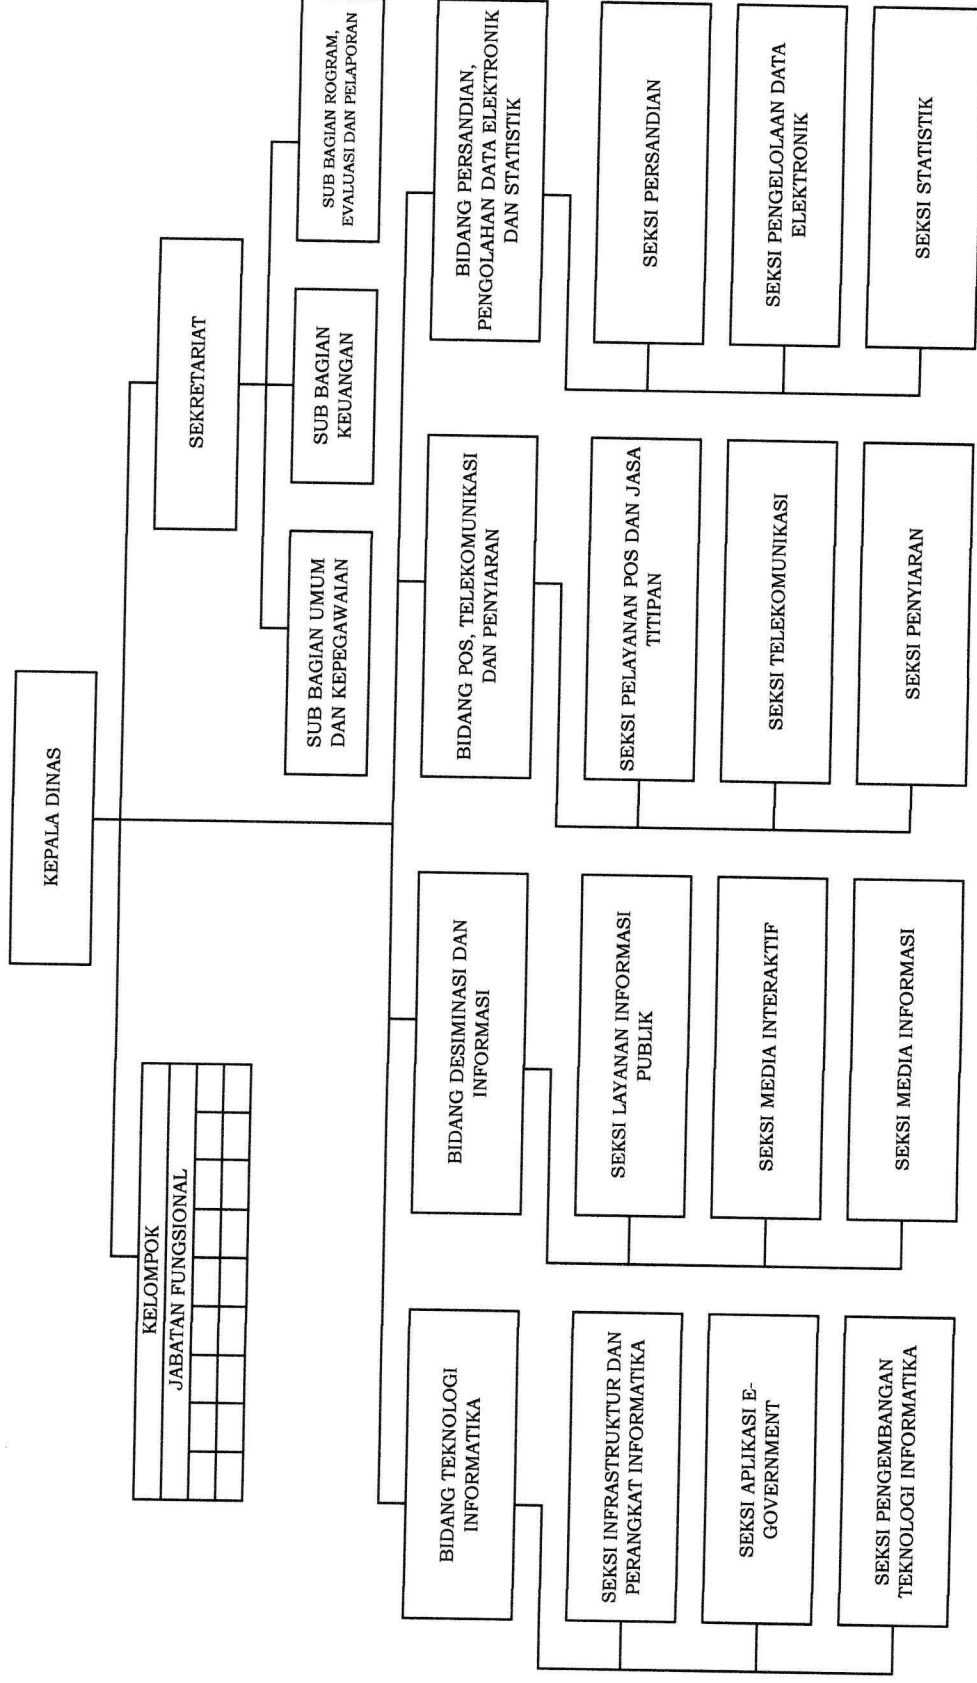 KEPALA DINAS
KELOMPOK
JABATAN FUNGSIONAL
SEKRETARIAT
SUB BAGIAN UMUM
DAN KEPEGAWAIAN
SUB BAGIAN
KEUANGAN
SUB BAGIAN ROGRAM,
EVALUASI DAN PELAPORAN
BIDANG TEKNOLOGI
INFORMATIKA
SEKSI INFRASTRUKTUR DAN
PERANGKAT INFORMATIKA
SEKSI APLIKASI E-
GOVERNMENT
SEKSI PENGEMBANGAN
TEKNOLOGI INFORMATIKA
BIDANG DESIMINASI DAN
INFORMASI
SEKSI LAYANAN INFORMASI
PUBLIK
SEKSI MEDIA INTERAKTIF
SEKSI MEDIA INFORMASI
BIDANG POS, TELEKOMUNIKASI
DAN PENYIARAN
SEKSI PELAYANAN POS DAN JASA
TITIPAN
SEKSI TELEKOMUNIKASI
SEKSI PENYIARAN
BIDANG PERSANDIAN,
PENGOLAHAN DATA ELEKTRONIK
DAN STATISTIK
SEKSI PERSANDIAN
SEKSI PENGELOLAAN DATA
ELEKTRONIK
SEKSI STATISTIK